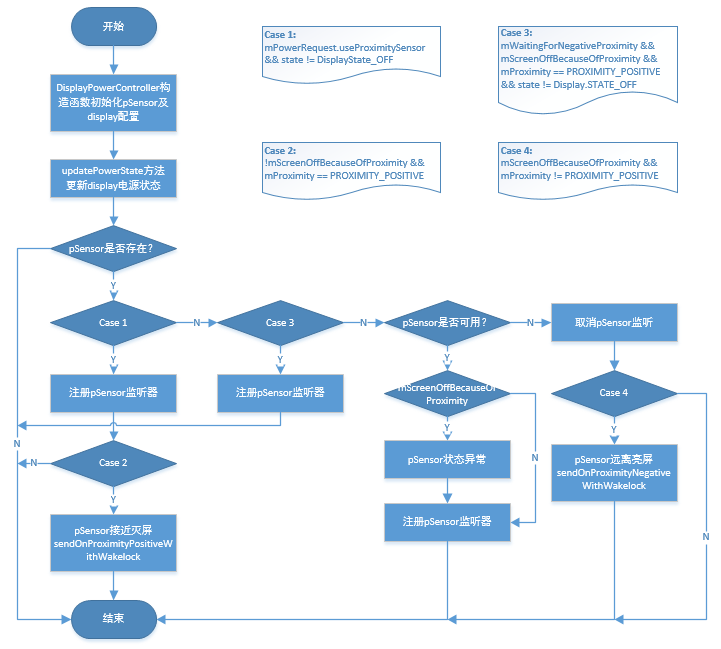 开始
Case 1:
mPowerRequest.useProximitySensor
&& state != DisplayState_OFF
Case 3:
mWaitingForNegativeProximity &&
mScreenOffBecauseOfProximity &&
mProximity == PROXIMITY_POSITIVE
&& state != Display.STATE_OFF
DisplayPowerController构
造函数初始化pSensor及
display配置
Case 2:
!mScreenOffBecauseOfProximity &&
mProximity == PROXIMITY_POSITIVE
Case 4:
mScreenOffBecauseOfProximity &&
mProximity != PROXIMITY_POSITIVE
updatePowerState方法
更新display电源状态
pSensor是否存在?
Y
Case 1
N
Case 3
N
pSensor是否可用?
N
取消pSensor监听
Y
Y
Y
注册pSensor监听器
注册pSensor监听器
mScreenOffBecauseOf
Proximity
Case 4
N
Y
Y
N
Case 2
N
pSensor状态异常
pSensor远离亮屏
sendOnProximityNegative
WithWakelock
Y
注册pSensor监听器
pSensor接近灭屏
sendOnProximityPositiveW
ithWakelock
N
结束